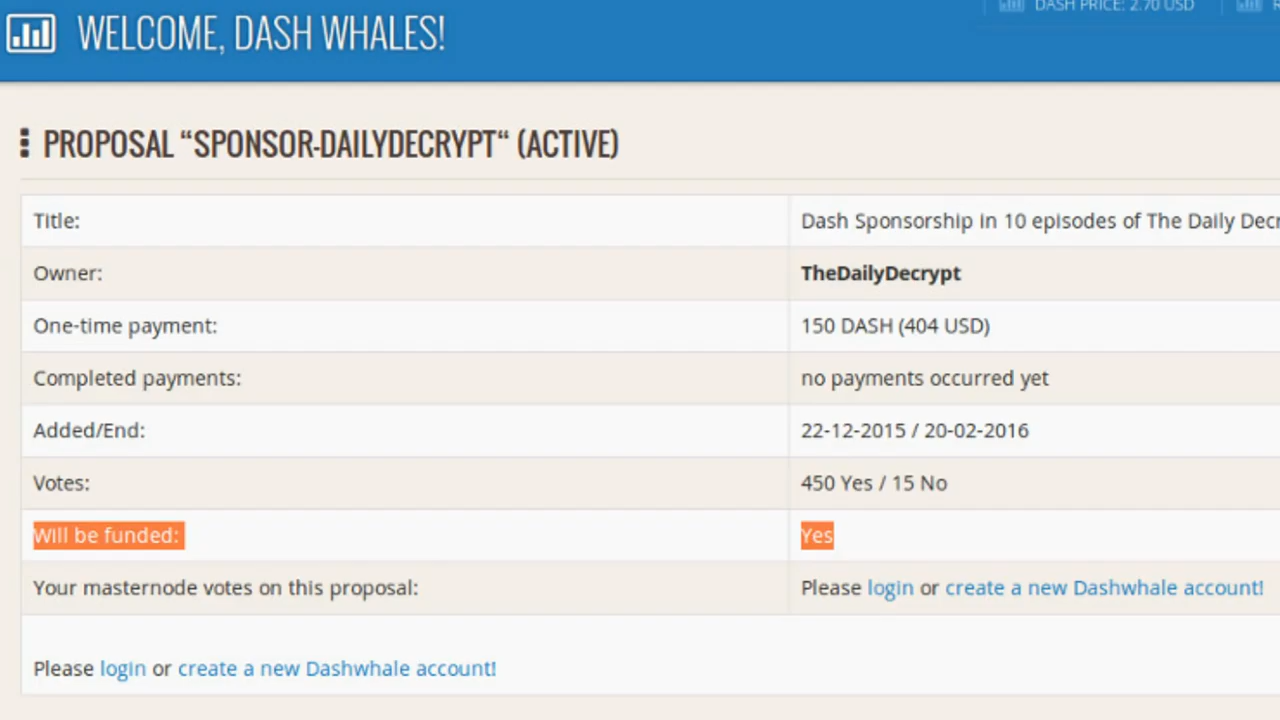 DASH PRICE: 2.70 USD
WELCOME, DASH WHALES!
PROPOSAL “SPONSOR-DAILYDECRYPT“ (ACTIVE)
Title: Dash Sponsorship in 10 episodes of The Daily Decr
Owner: TheDailyDecrypt
One-time payment: 150 DASH (404 USD)
Completed payments: no payments occurred yet
Added/End: 22-12-2015 / 20-02-2016
Votes: 450 Yes / 15 No
Will be funded: Yes
Your masternode votes on this proposal: Please login or create a new Dashwhale account!
Please login or create a new Dashwhale account!